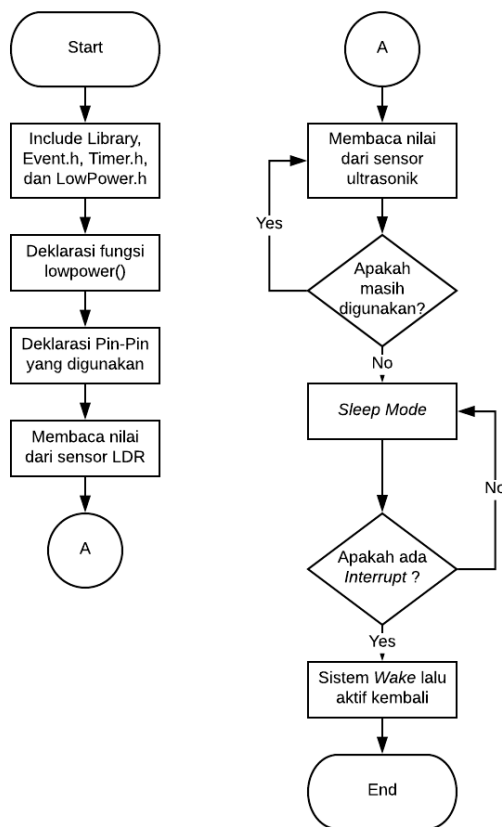 Start
Include Library,
Event.h, Timer.h,
dan LowPower.h
Deklarasi fungsi
lowpower()
Deklarasi Pin-Pin
yang digunakan
Membaca nilai
dari sensor LDR
A
A
Membaca nilai
dari sensor
ultrasonik
Yes
Apakah
masih
digunakan?
No
Sleep Mode
No
Apakah ada
Interrupt ?
Yes
Sistem Wake lalu
aktif kembali
End